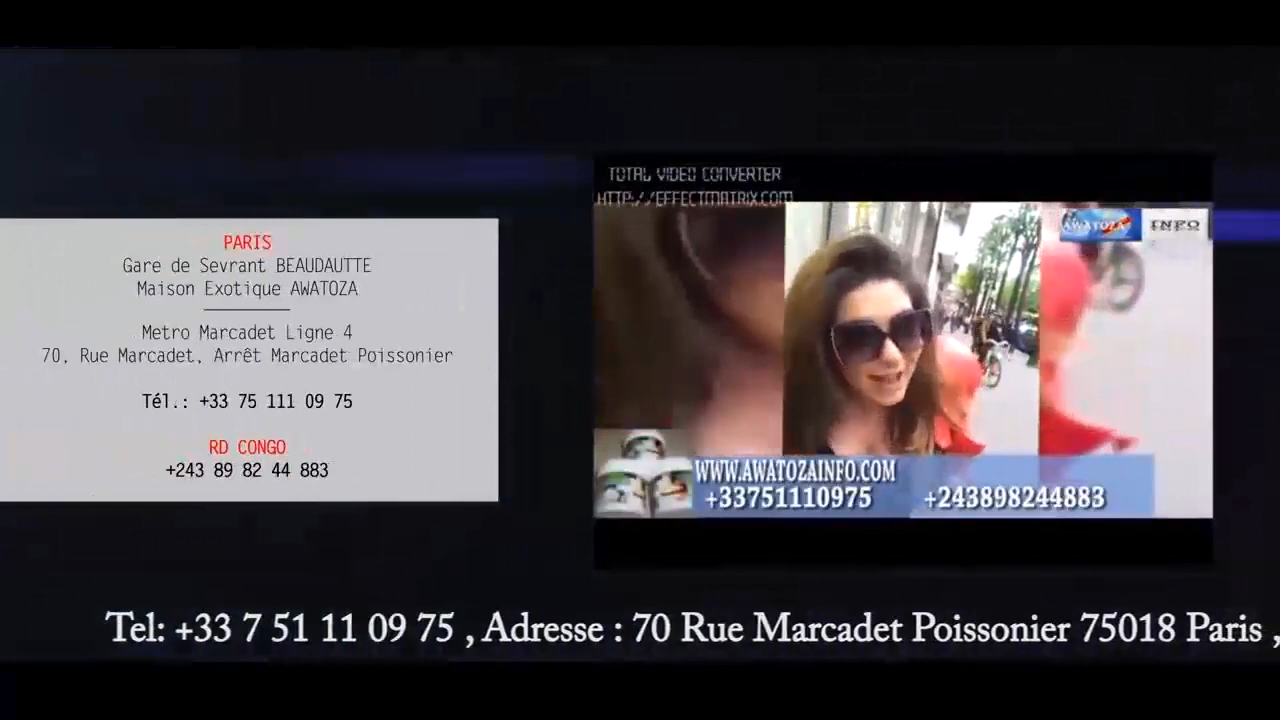 PARIS
Gare de Sevrant BEAUDAUTTE
Maison Exotique AWATOZA
Metro Marcadet Ligne 4
70, Rue Marcadet, Arrêt Marcadet Poissonier
Tél.: +33 75 111 09 75
RD CONGO
+243 89 82 44 883
TOTAL VIDEO CONVERTER
HTTP://EFFECTMATRIX.COM
AWATOZA INFO
WWW.AWATOZAINFO.COM
+33751110975 +243898244883
Tel: +33 7 51 11 09 75 , Adresse : 70 Rue Marcadet Poissonier 75018 Paris ,